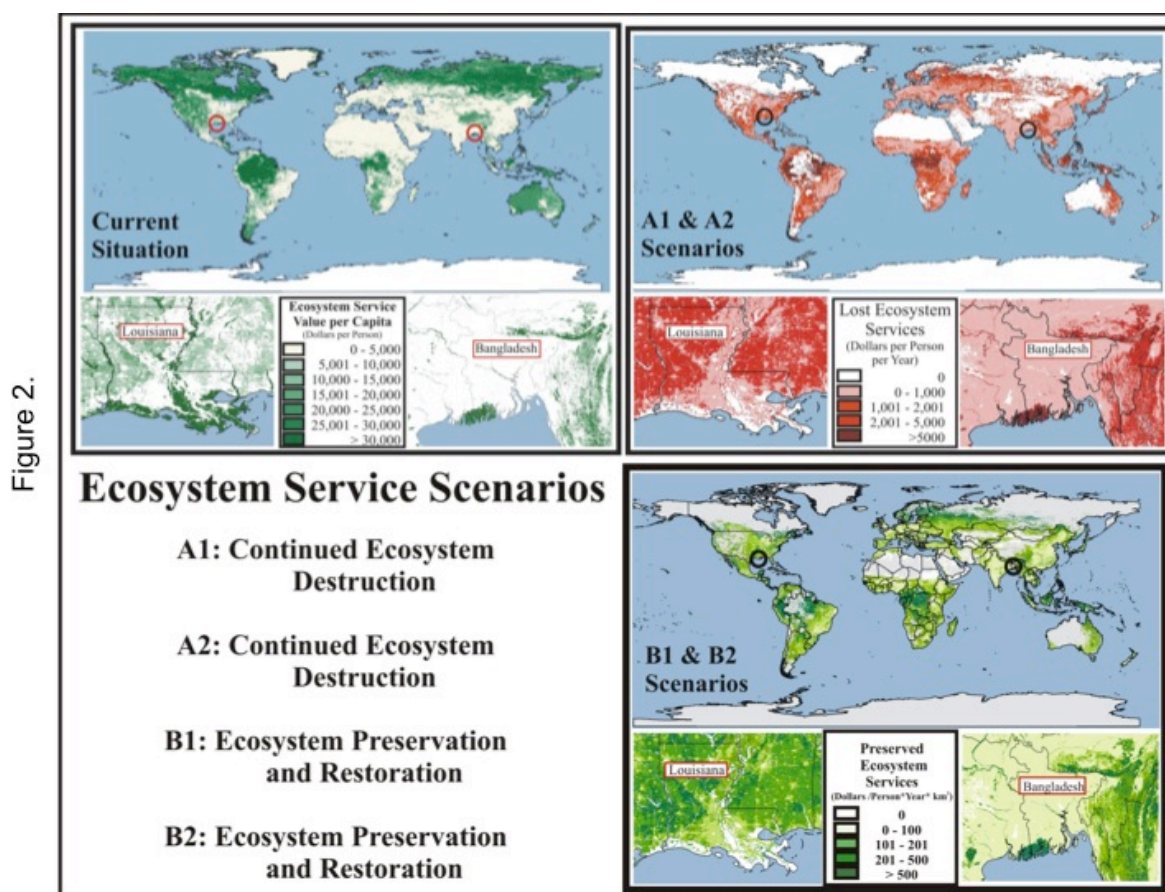 Figure 2.
Current
Situation
Louisiana
Ecosystem Service
Value per Capita
(Dollars per Person)
0 - 5,000
5,001 - 10,000
10,000 - 15,000
15,001 - 20,000
20,000 - 25,000
25,001 - 30,000
> 30,000
Bangladesh
A1 & A2
Scenarios
Louisiana
Lost Ecosystem
Services
(Dollars per Person
per Year)
0
0 - 1,000
1,001 - 2,001
2,001 - 5,000
>5000
Bangladesh
Ecosystem Service Scenarios
A1: Continued Ecosystem
Destruction
A2: Continued Ecosystem
Destruction
B1: Ecosystem Preservation
and Restoration
B2: Ecosystem Preservation
and Restoration
B1 & B2
Scenarios
Louisiana
Preserved
Ecosystem
Services
(Dollars /Person*Year* km²)
0
0 - 100
101 - 201
201 - 500
> 500
Bangladesh